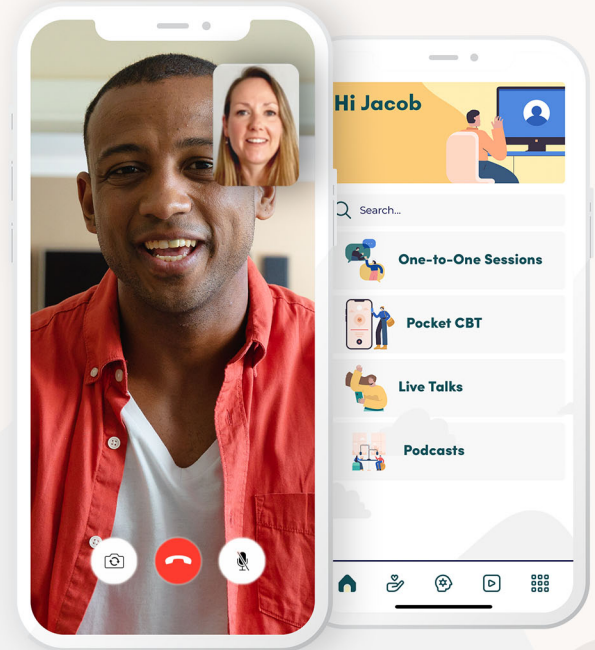 Hi Jacob
Search...
One-to-One Sessions
Pocket CBT
Live Talks
Podcasts